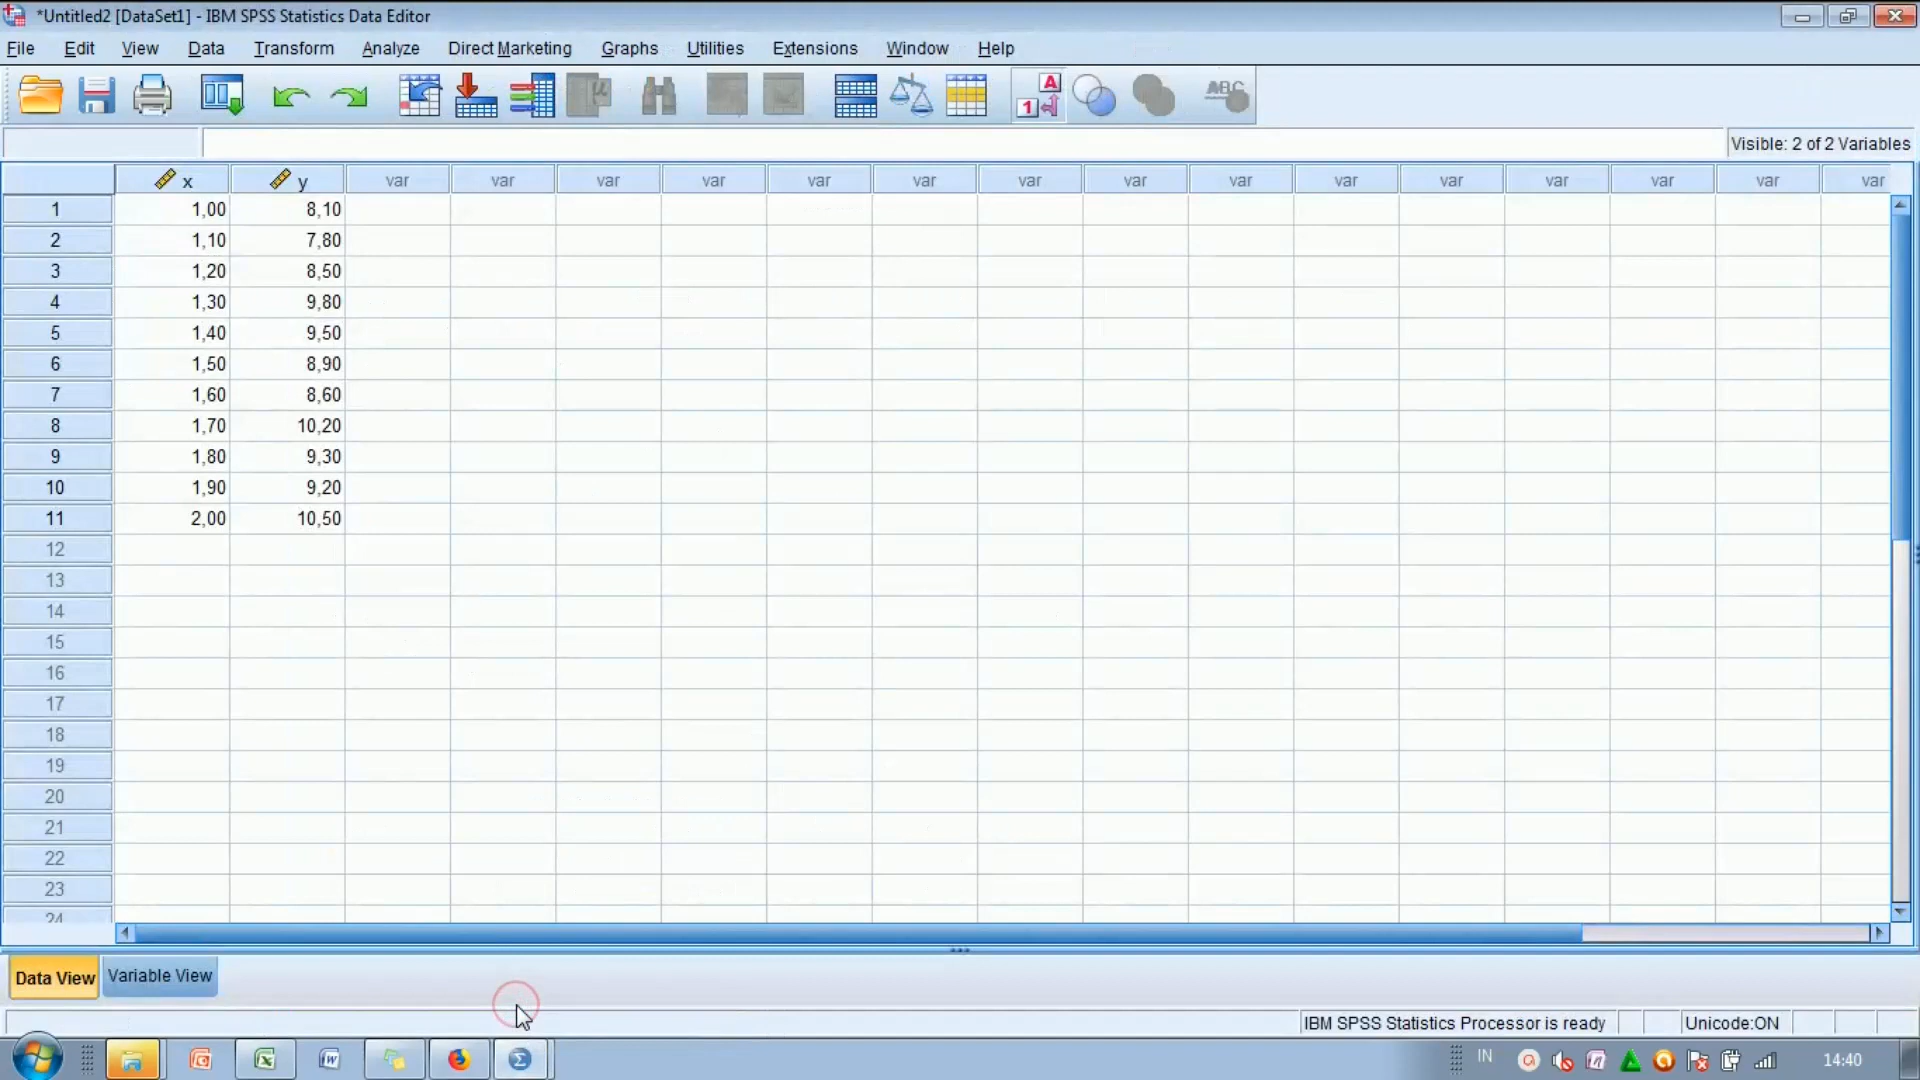 *Untitled2 [DataSet1] - IBM SPSS Statistics Data Editor
File Edit View Data Transform Analyze Direct Marketing Graphs Utilities Extensions Window Help
Visible: 2 of 2 Variables
x y var var var var var var var var var var var var var var var
1 1,00 8,10
2 1,10 7,80
3 1,20 8,50
4 1,30 9,80
5 1,40 9,50
6 1,50 8,90
7 1,60 8,60
8 1,70 10,20
9 1,80 9,30
10 1,90 9,20
11 2,00 10,50
12
13
14
15
16
17
18
19
20
21
22
23
24
Data View Variable View
IBM SPSS Statistics Processor is ready Unicode:ON
IN 14:40